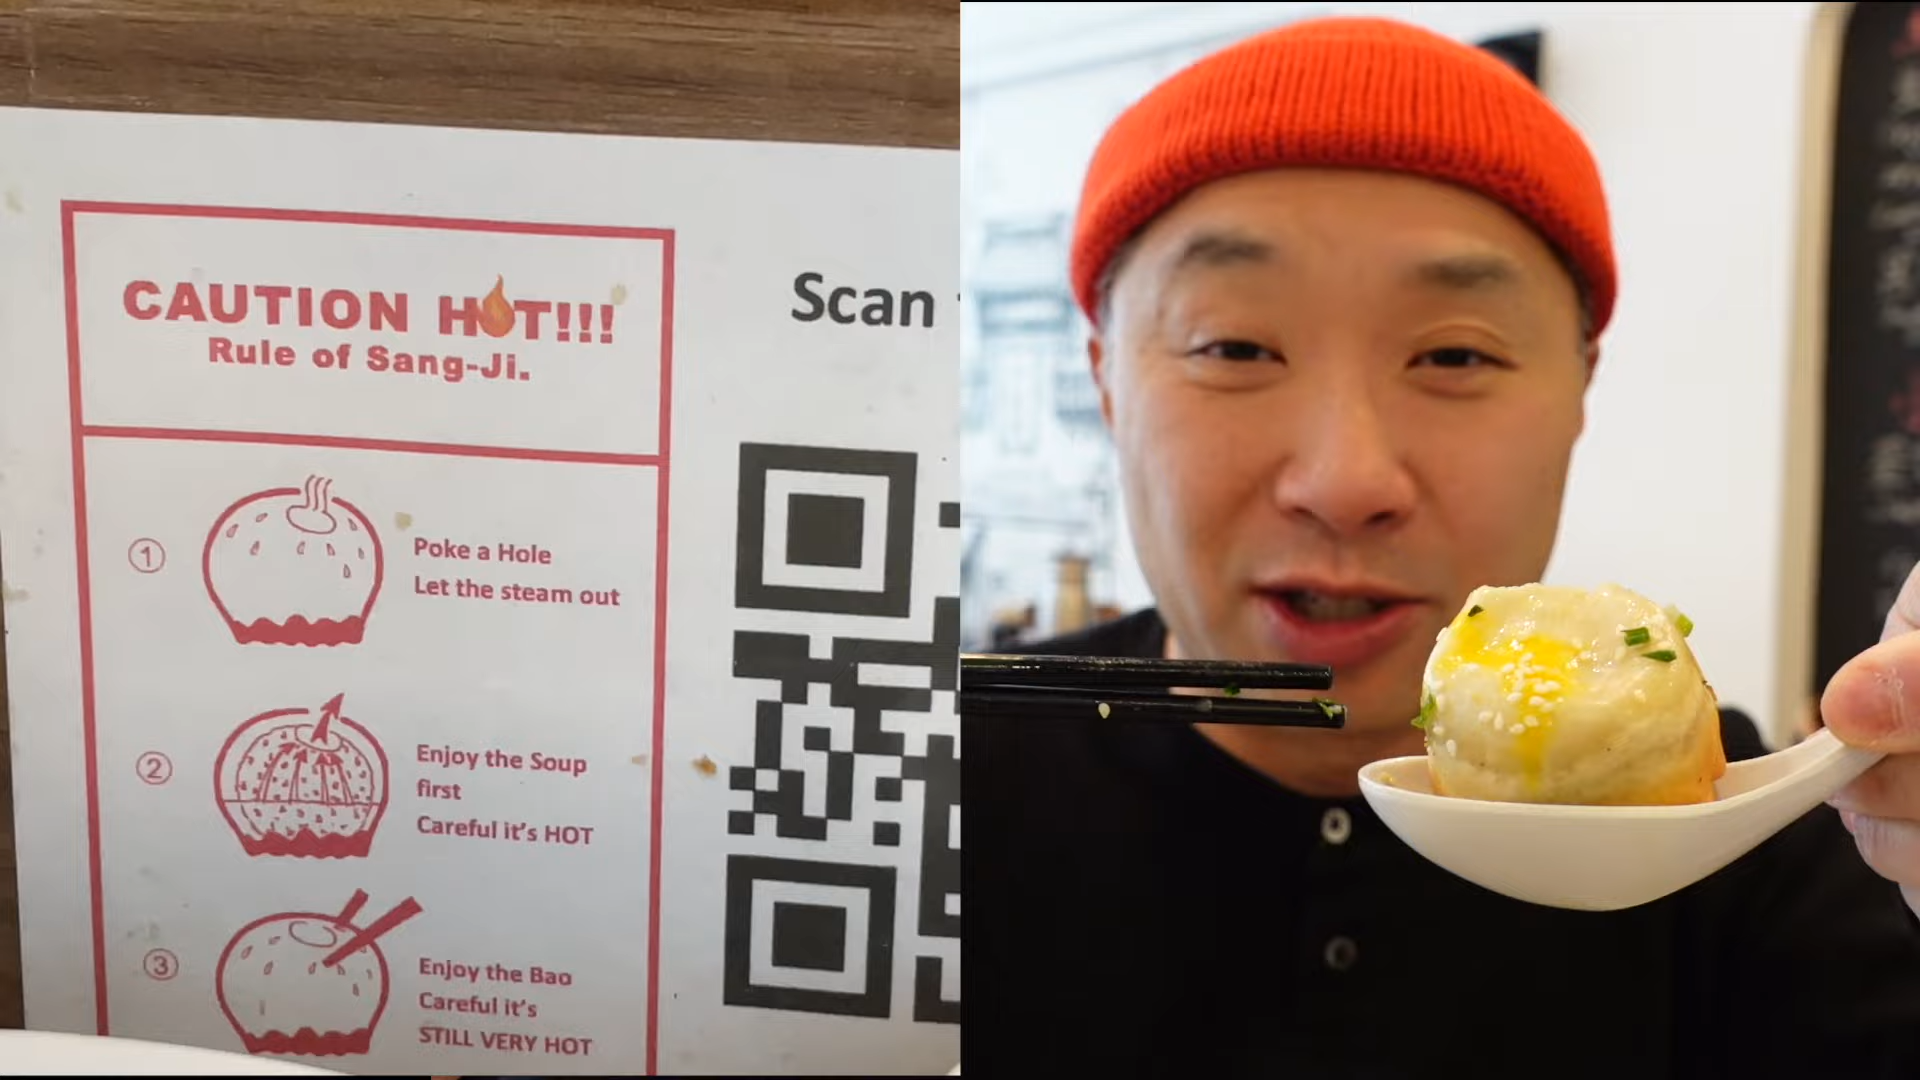 CAUTION HOT!!!
Rule of Sang-Ji.
① Poke a Hole
Let the steam out
② Enjoy the Soup
first
Careful it's HOT
③ Enjoy the Bao
Careful it's
STILL VERY HOT
Scan